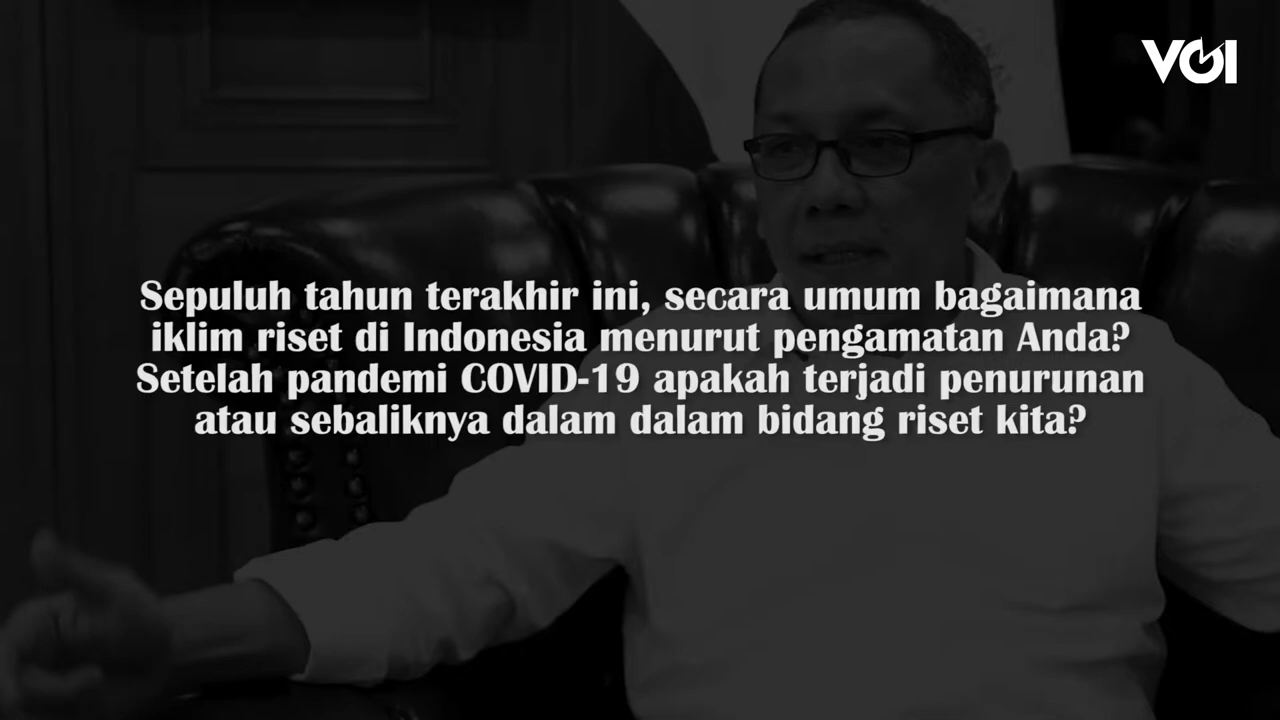 VOI
Sepuluh tahun terakhir ini, secara umum bagaimana
iklim riset di Indonesia menurut pengamatan Anda?
Setelah pandemi COVID-19 apakah terjadi penurunan
atau sebaliknya dalam dalam bidang riset kita?